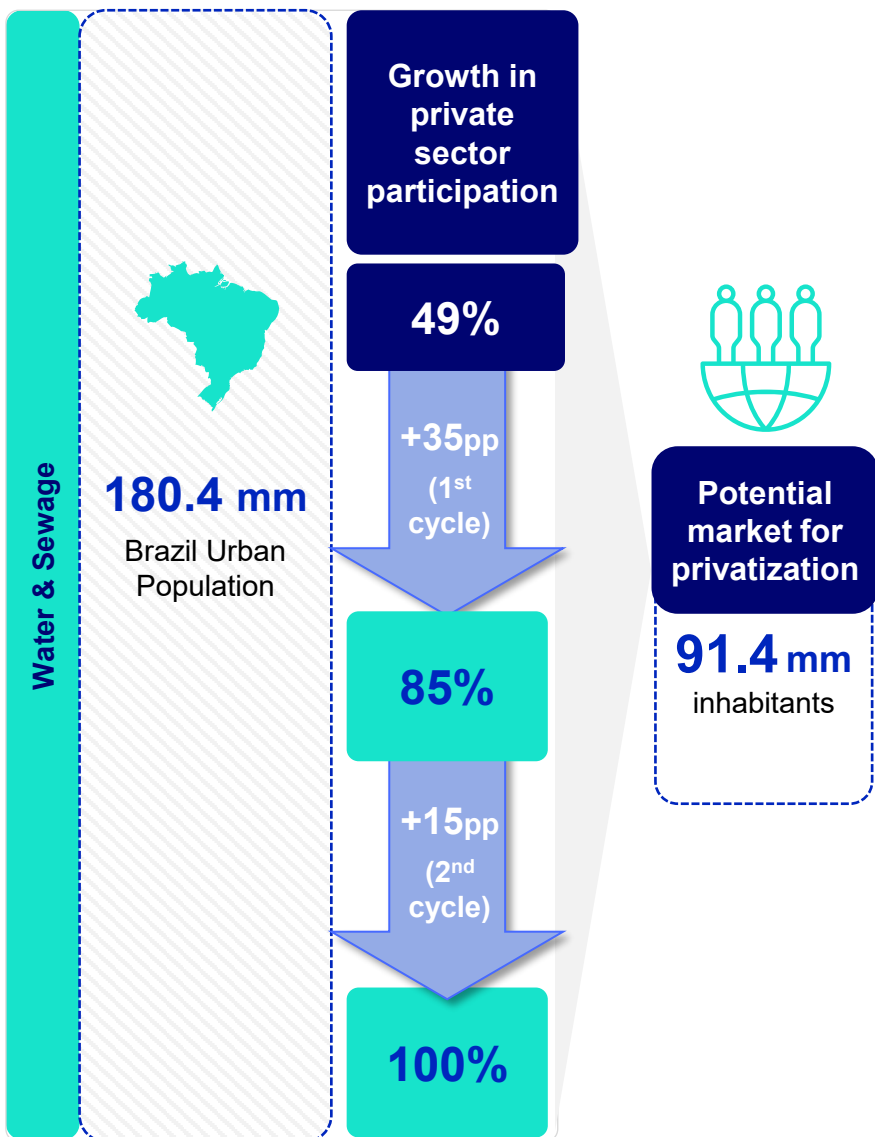 Water & Sewage
180.4 mm
Brazil Urban
Population
Growth in
private
sector
participation
49%
+35pp
(1st
cycle)
85%
+15pp
(2nd
cycle)
100%
Potential
market for
privatization
91.4 mm
inhabitants